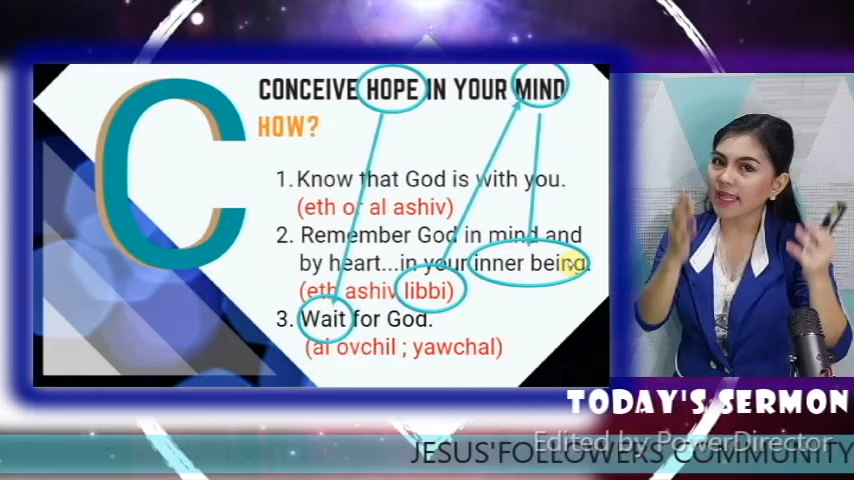 C
CONCEIVE HOPE IN YOUR MIND
HOW?
1. Know that God is with you.
(eth or al ashiv)
2. Remember God in mind and
by heart...in your inner being.
(eth ashiv libbi)
3. Wait for God.
(al ovchil ; yawchal)
TODAY'S SERMON
Edited by PowerDirector
JESUS'FOLLOWERS COMMUNITY